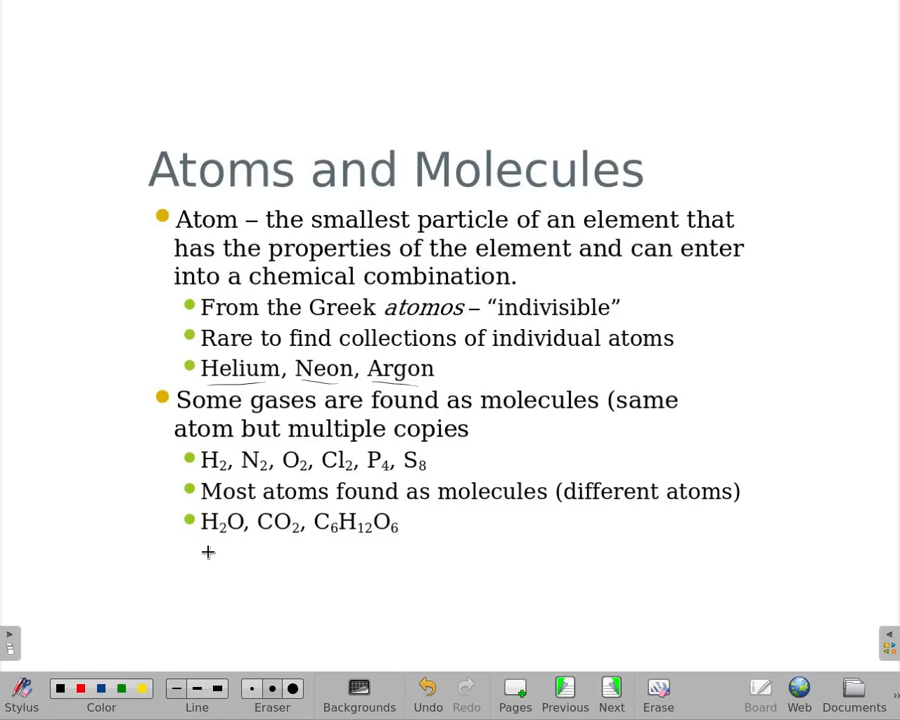 Atoms and Molecules
Atom – the smallest particle of an element that
has the properties of the element and can enter
into a chemical combination.
From the Greek atomos – “indivisible”
Rare to find collections of individual atoms
Helium, Neon, Argon
Some gases are found as molecules (same
atom but multiple copies
H₂, N₂, O₂, Cl₂, P₄, S₈
Most atoms found as molecules (different atoms)
H₂O, CO₂, C₆H₁₂O₆
Stylus Color Line Eraser Backgrounds Undo Redo Pages Previous Next Erase Board Web Documents